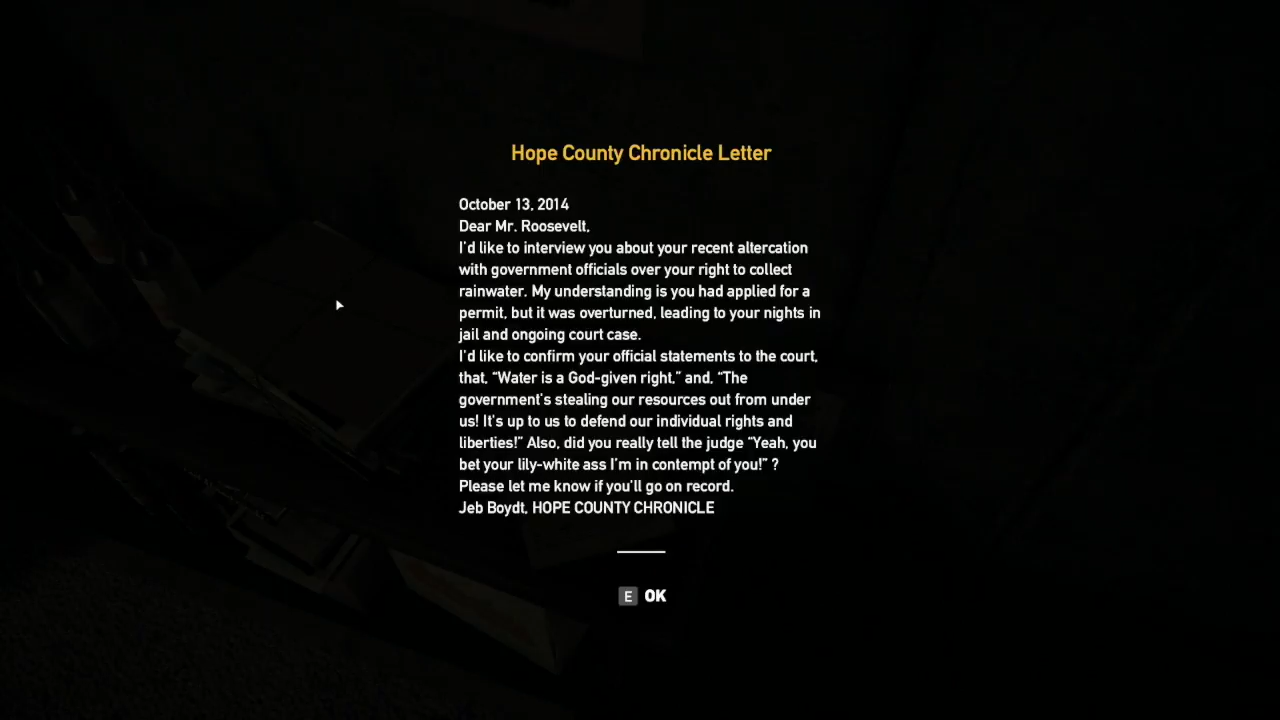 Hope County Chronicle Letter
October 13, 2014
Dear Mr. Roosevelt,
I'd like to interview you about your recent altercation
with government officials over your right to collect
rainwater. My understanding is you had applied for a
permit, but it was overturned, leading to your nights in
jail and ongoing court case.
I'd like to confirm your official statements to the court,
that, “Water is a God-given right,” and, “The
government's stealing our resources out from under
us! It's up to us to defend our individual rights and
liberties!” Also, did you really tell the judge “Yeah, you
bet your lily-white ass I'm in contempt of you!” ?
Please let me know if you'll go on record.
Jeb Boydt, HOPE COUNTY CHRONICLE
E OK